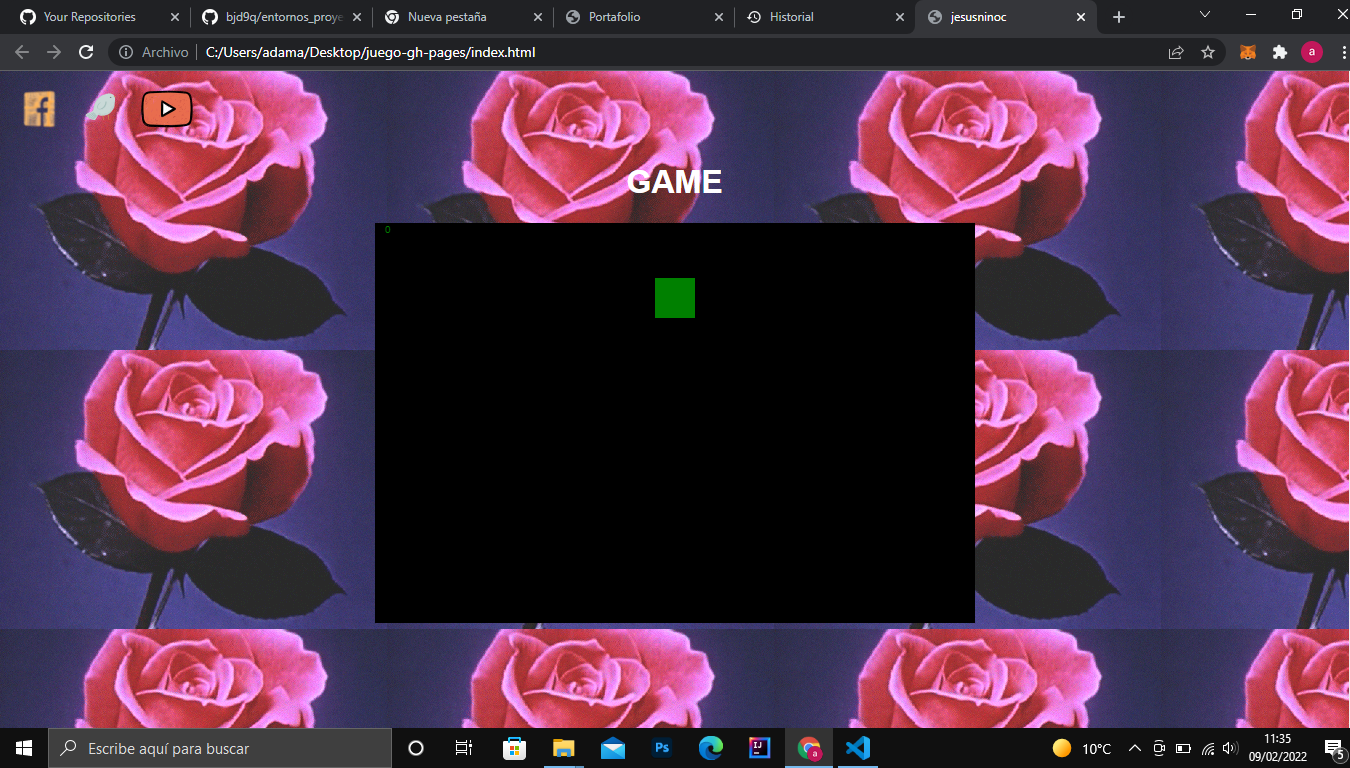 Your Repositories
bjd9q/entornos_proye
Nueva pestaña
Portafolio
Historial
jesusninoc
Archivo
C:/Users/adama/Desktop/juego-gh-pages/index.html
a
GAME
0
Escribe aquí para buscar
Ps
IJ
a
10°C
11:35
09/02/2022
5